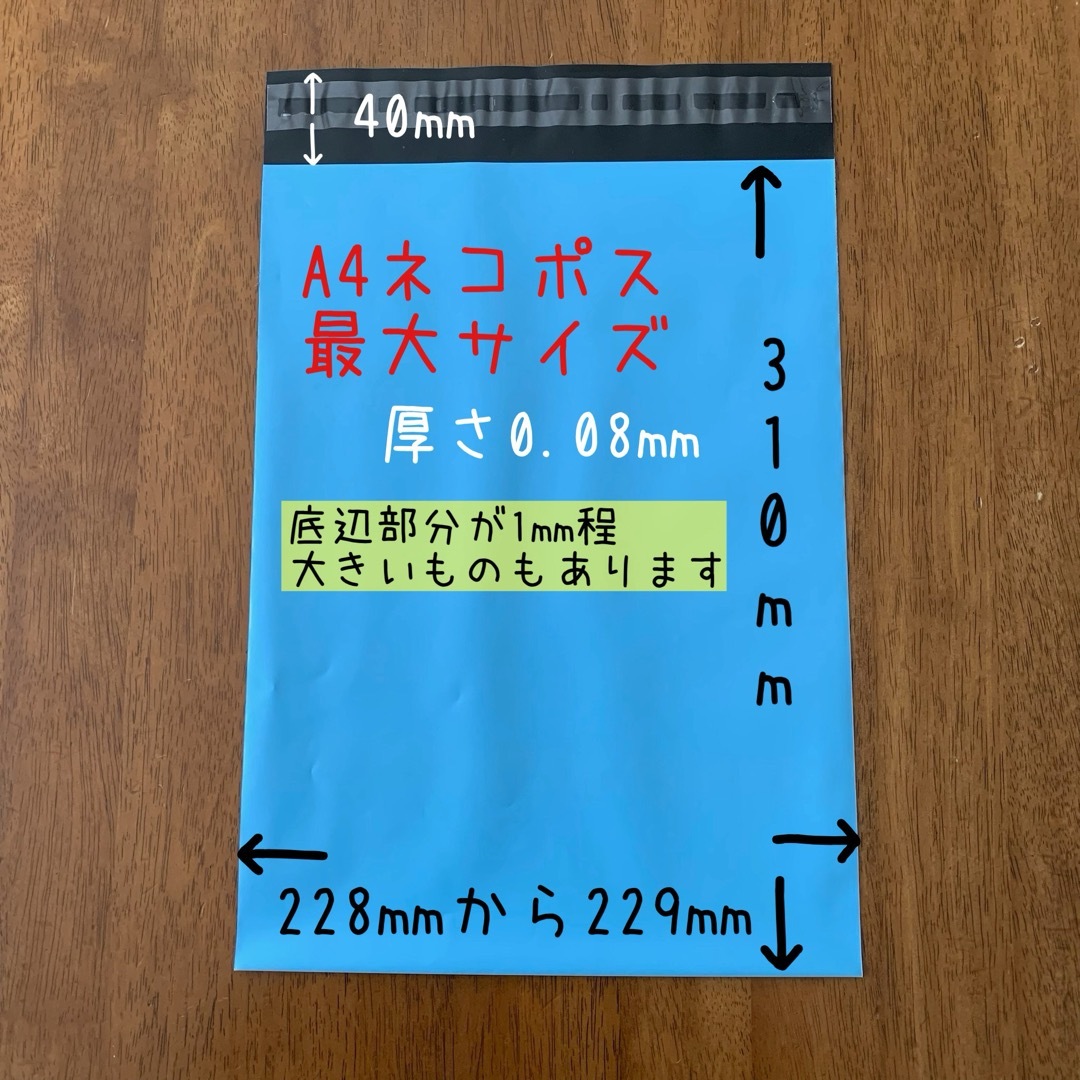 40mm
A4ネコポス
最大サイズ
厚さ0.08mm
底辺部分が1mm程
大きいものもあります
310mm
228mmから229mm